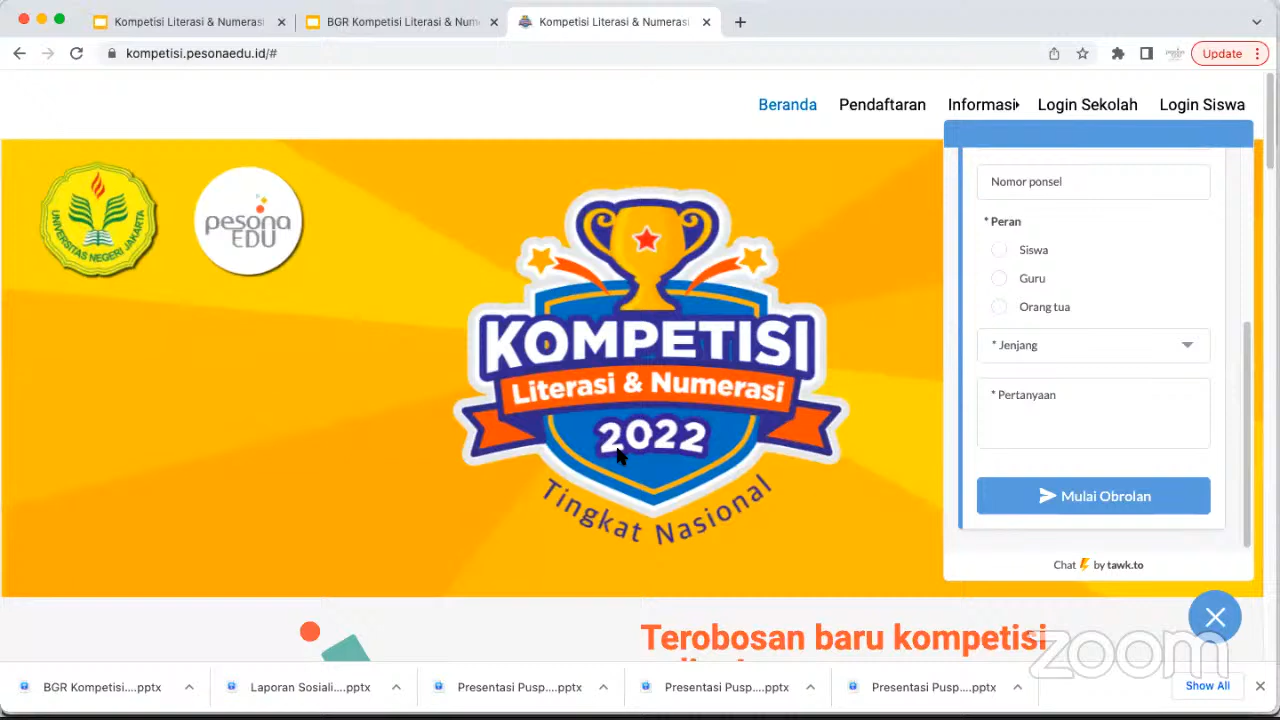 Kompetisi Literasi & Numerasi
BGR Kompetisi Literasi & Num
Kompetisi Literasi & Numerasi
kompetisi.pesonaedu.id/#
Update
Beranda
Pendaftaran
Informasi
Login Sekolah
Login Siswa
UNIVERSITAS NEGERI JAKARTA
pesona
EDU
KOMPETISI
Literasi & Numerasi
2022
Tingkat Nasional
Nomor ponsel
* Peran
Siswa
Guru
Orang tua
* Jenjang
* Pertanyaan
Mulai Obrolan
Chat by tawk.to
Terobosan baru kompetisi
zoom
BGR Kompetisi....pptx
Laporan Sosiali....pptx
Presentasi Pusp....pptx
Presentasi Pusp....pptx
Presentasi Pusp....pptx
Show All